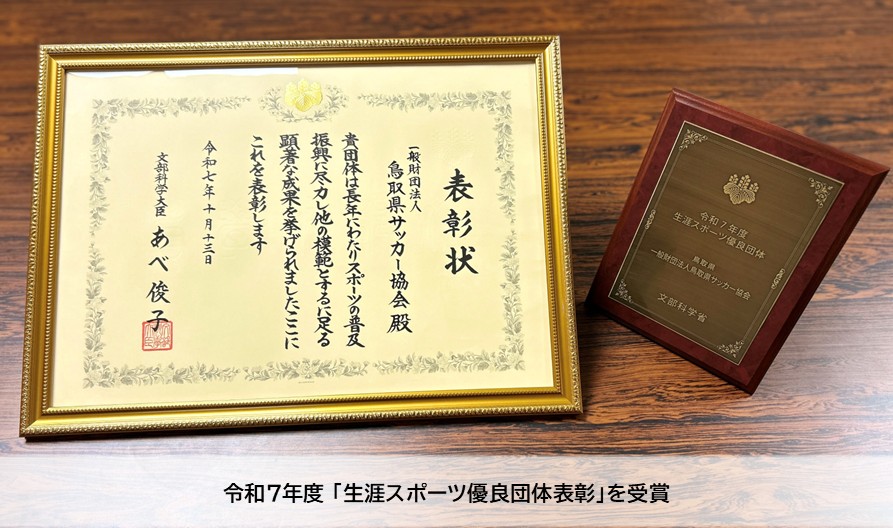 表彰状
一般財団法人
鳥取県サッカー協会 殿
貴団体は長年にわたりスポーツの普及
振興に尽力し他の模範とするに足る
顕著な成果を挙げられましたここに
これを表彰します
令和七年十月十三日
文部科学大臣 あべ俊子
令和7年度
生涯スポーツ優良団体
鳥取県
一般財団法人鳥取県サッカー協会
文部科学省
令和7年度「生涯スポーツ優良団体表彰」を受賞